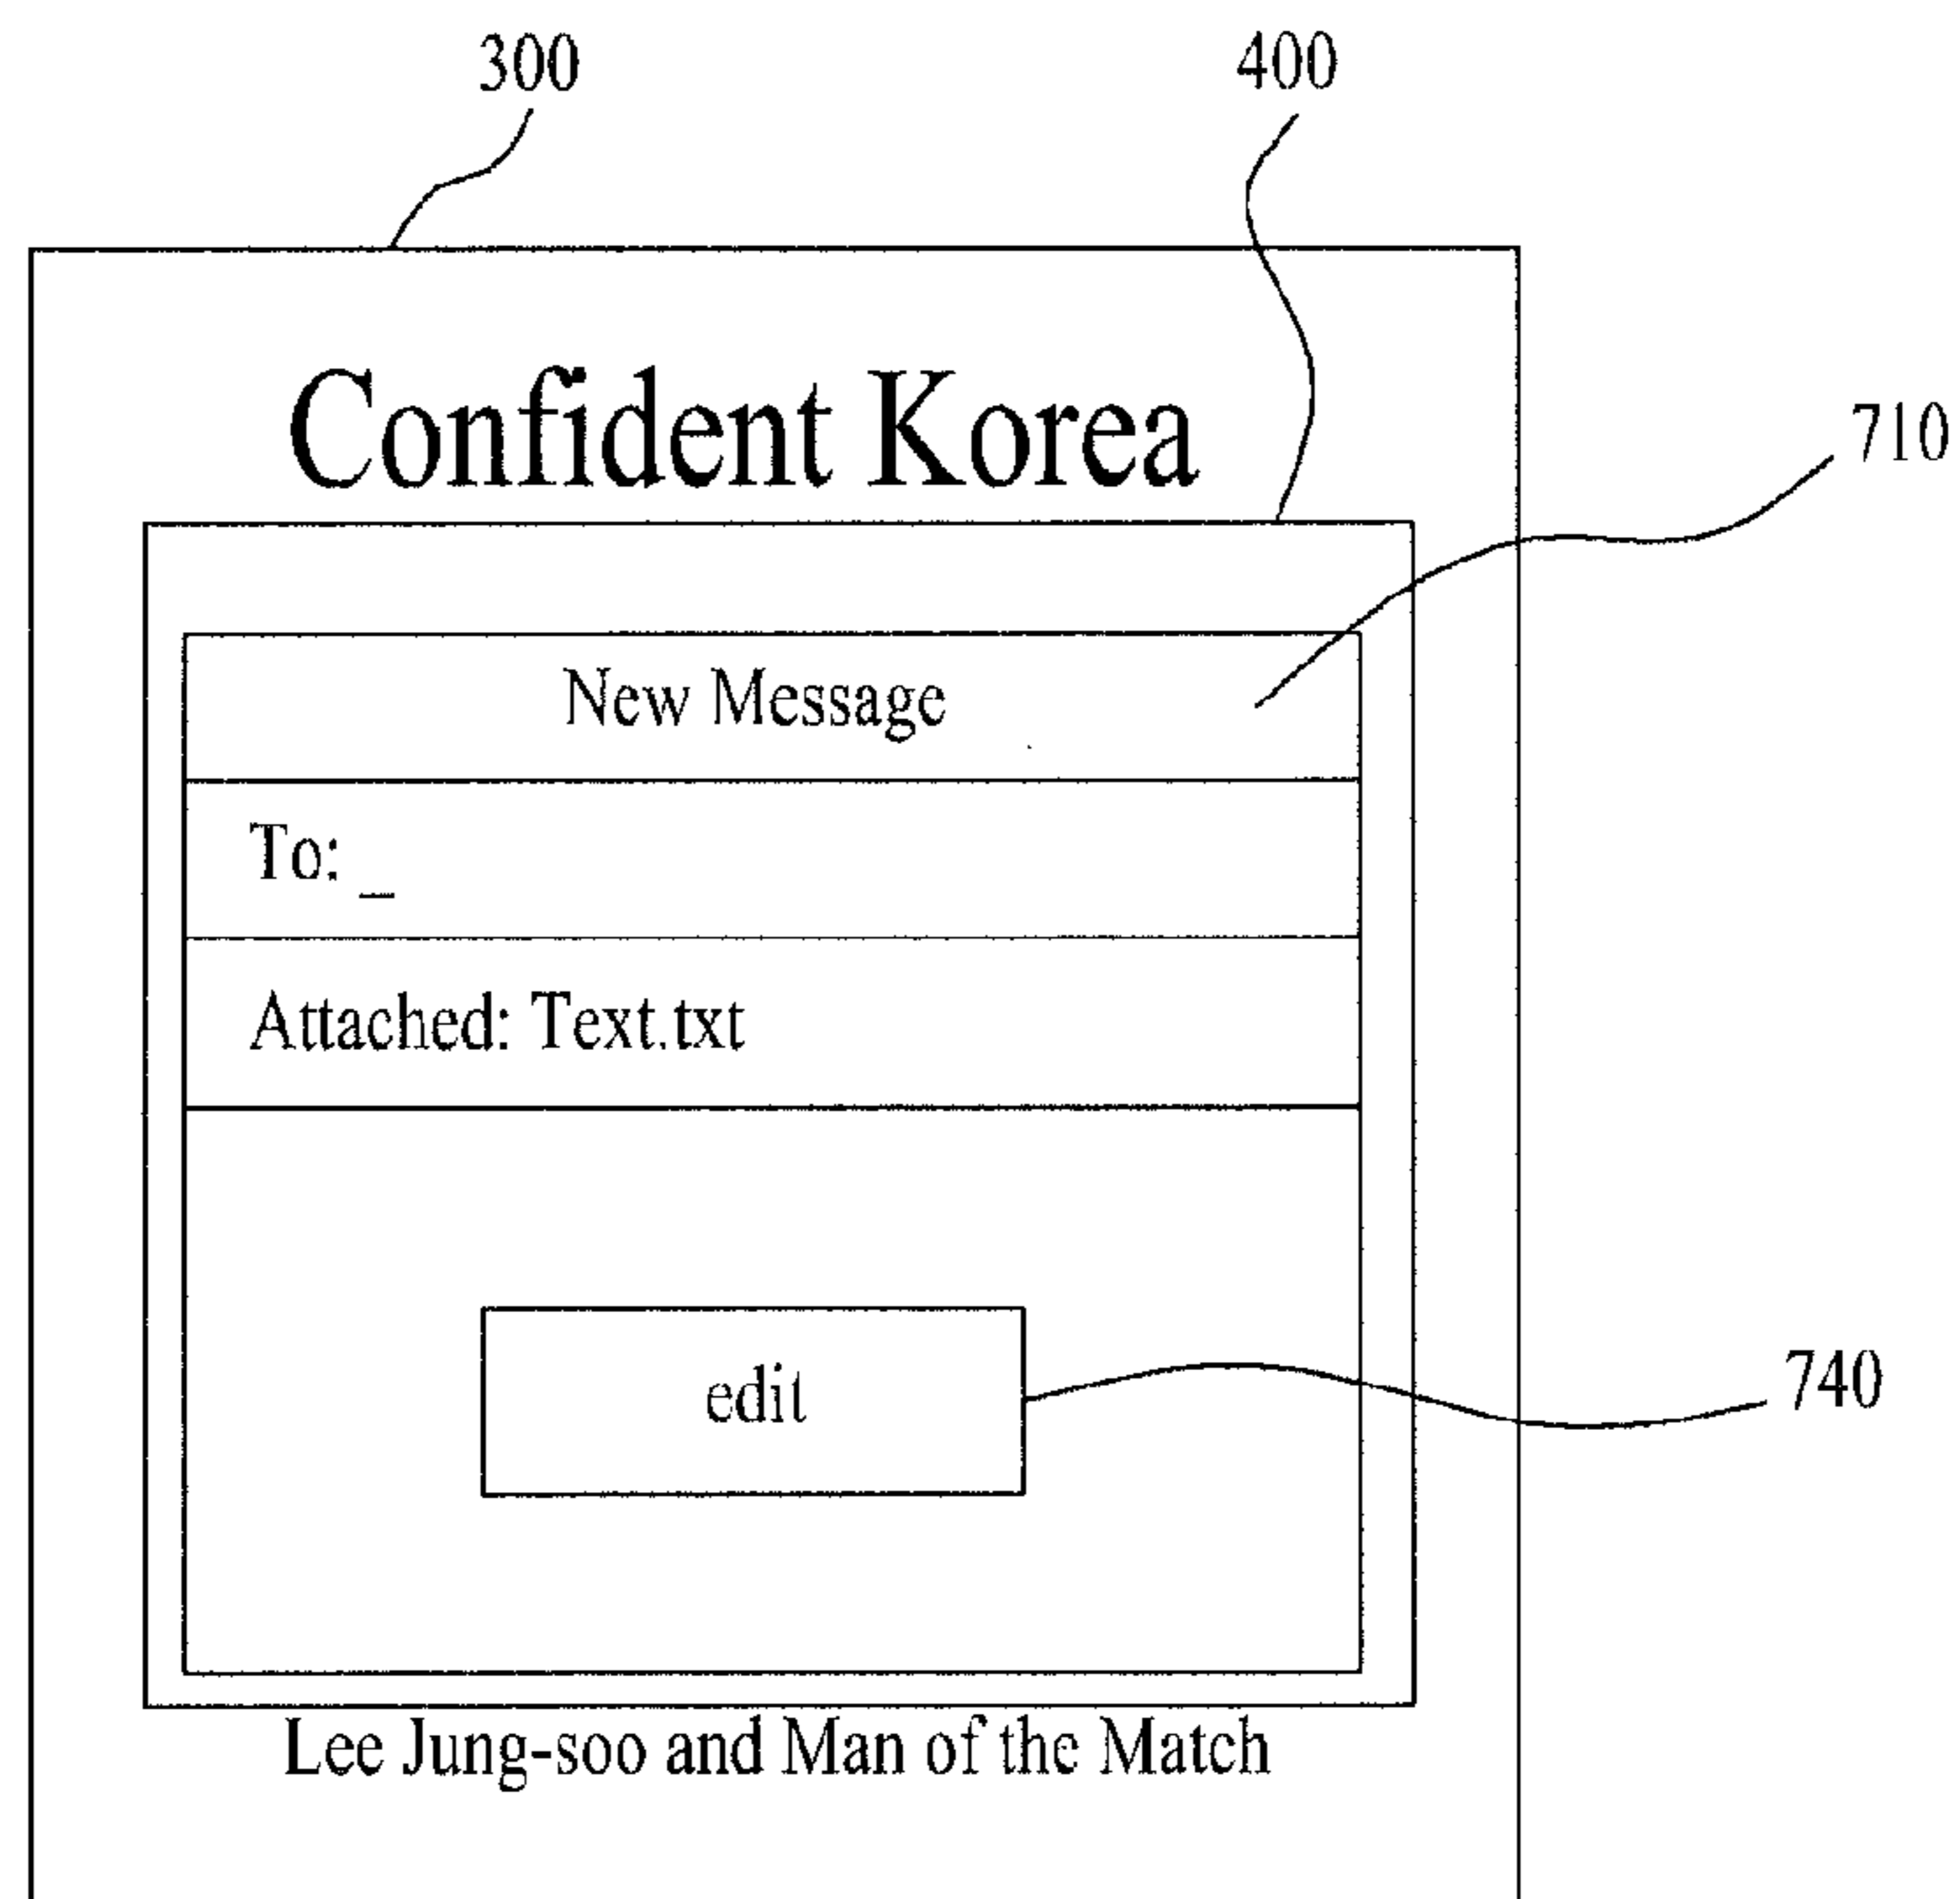 300
400
Confident Korea
710
New Message
To: _
Attached: Text.txt
edit
740
Lee Jung-soo and Man of the Match